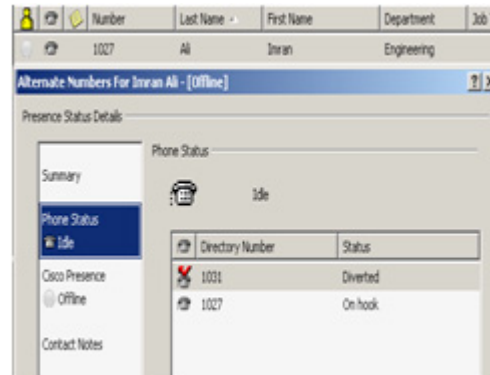 Number Last Name First Name Department Job
1027 Ali Imran Engineering
Alternate Numbers For Imran Ali - [Offline]
Presence Status Details
Summary
Phone Status
Idle
Cisco Presence
Offline
Contact Notes
Phone Status
Idle
Directory Number Status
1031 Diverted
1027 On hook